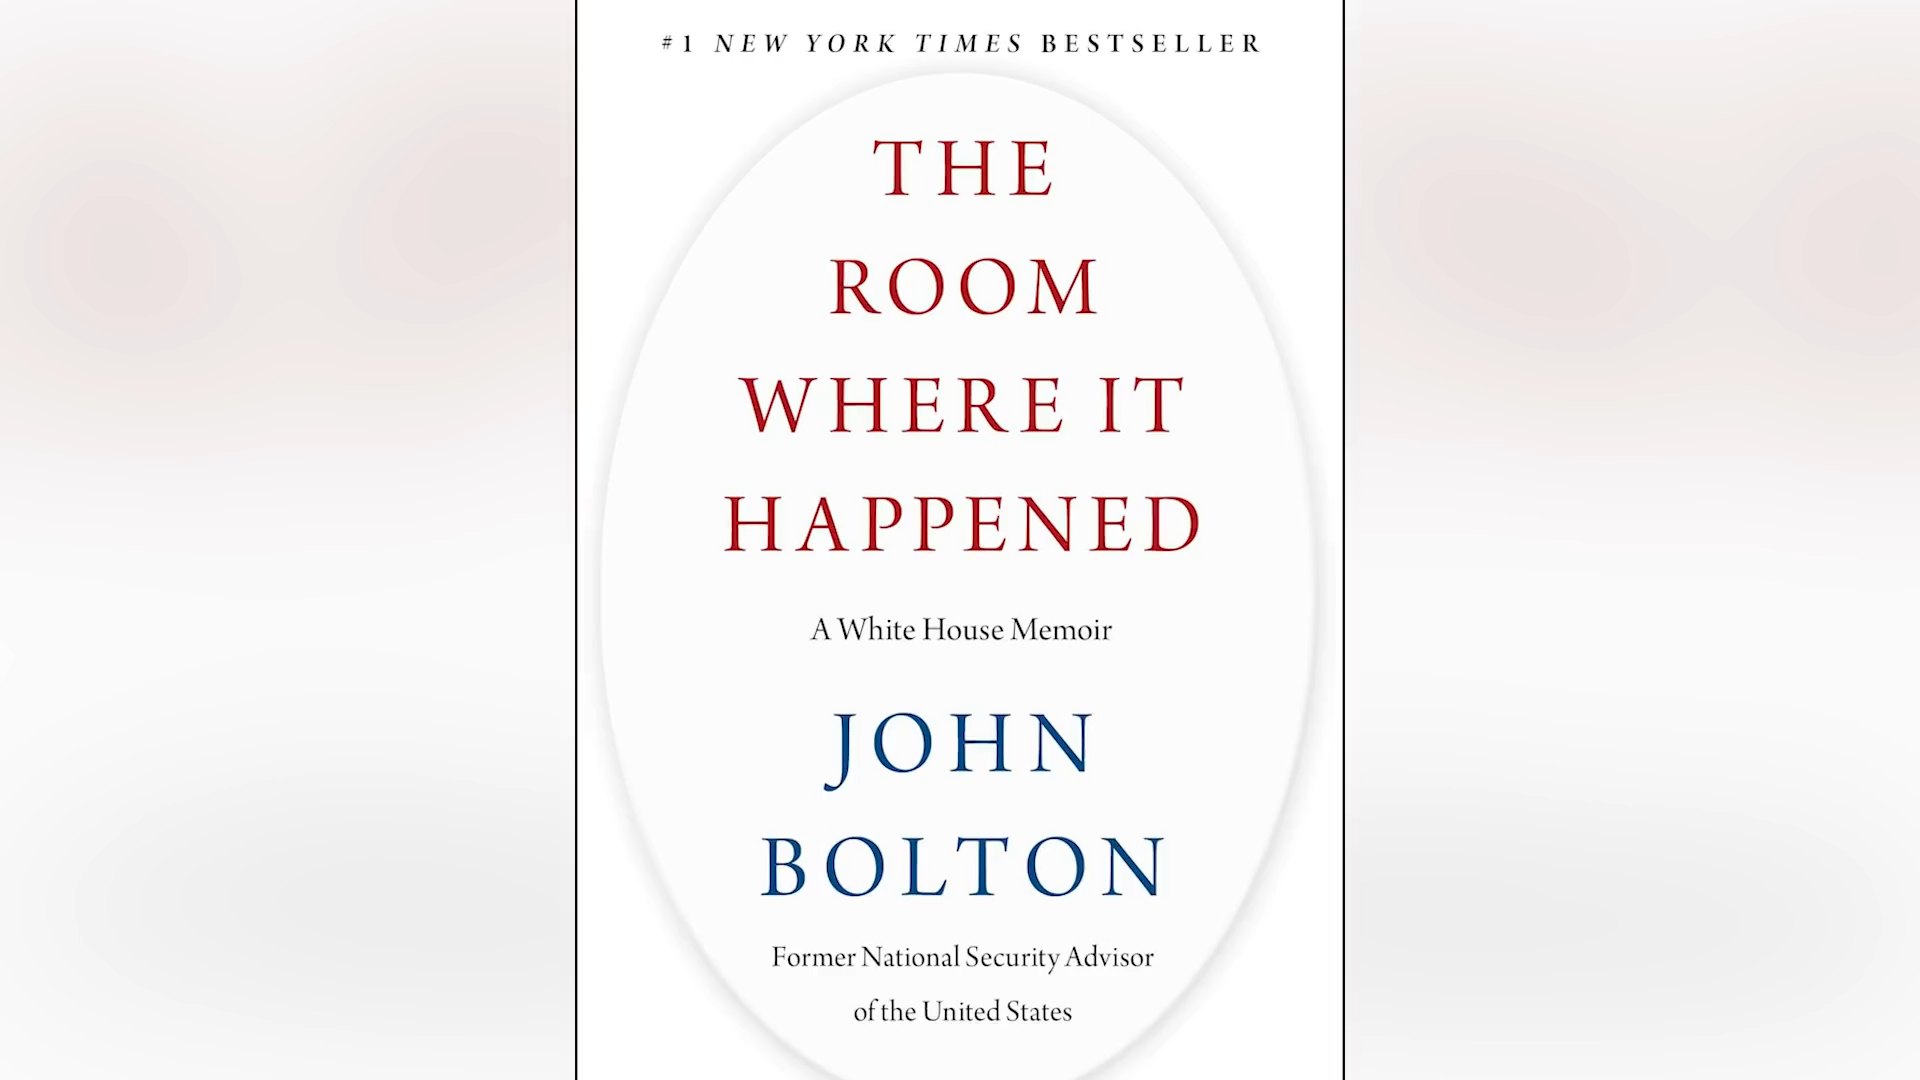 #1 NEW YORK TIMES BESTSELLER
THE
ROOM
WHERE IT
HAPPENED
A White House Memoir
JOHN
BOLTON
Former National Security Advisor
of the United States